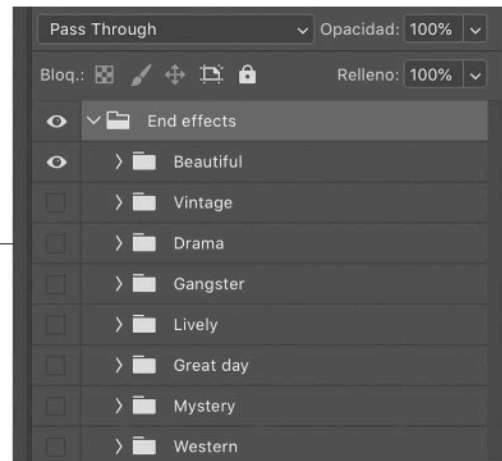 Pass Through Opacidad: 100%
Bloq.: Relleno: 100%
End effects
Beautiful
Vintage
Drama
Gangster
Lively
Great day
Mystery
Western